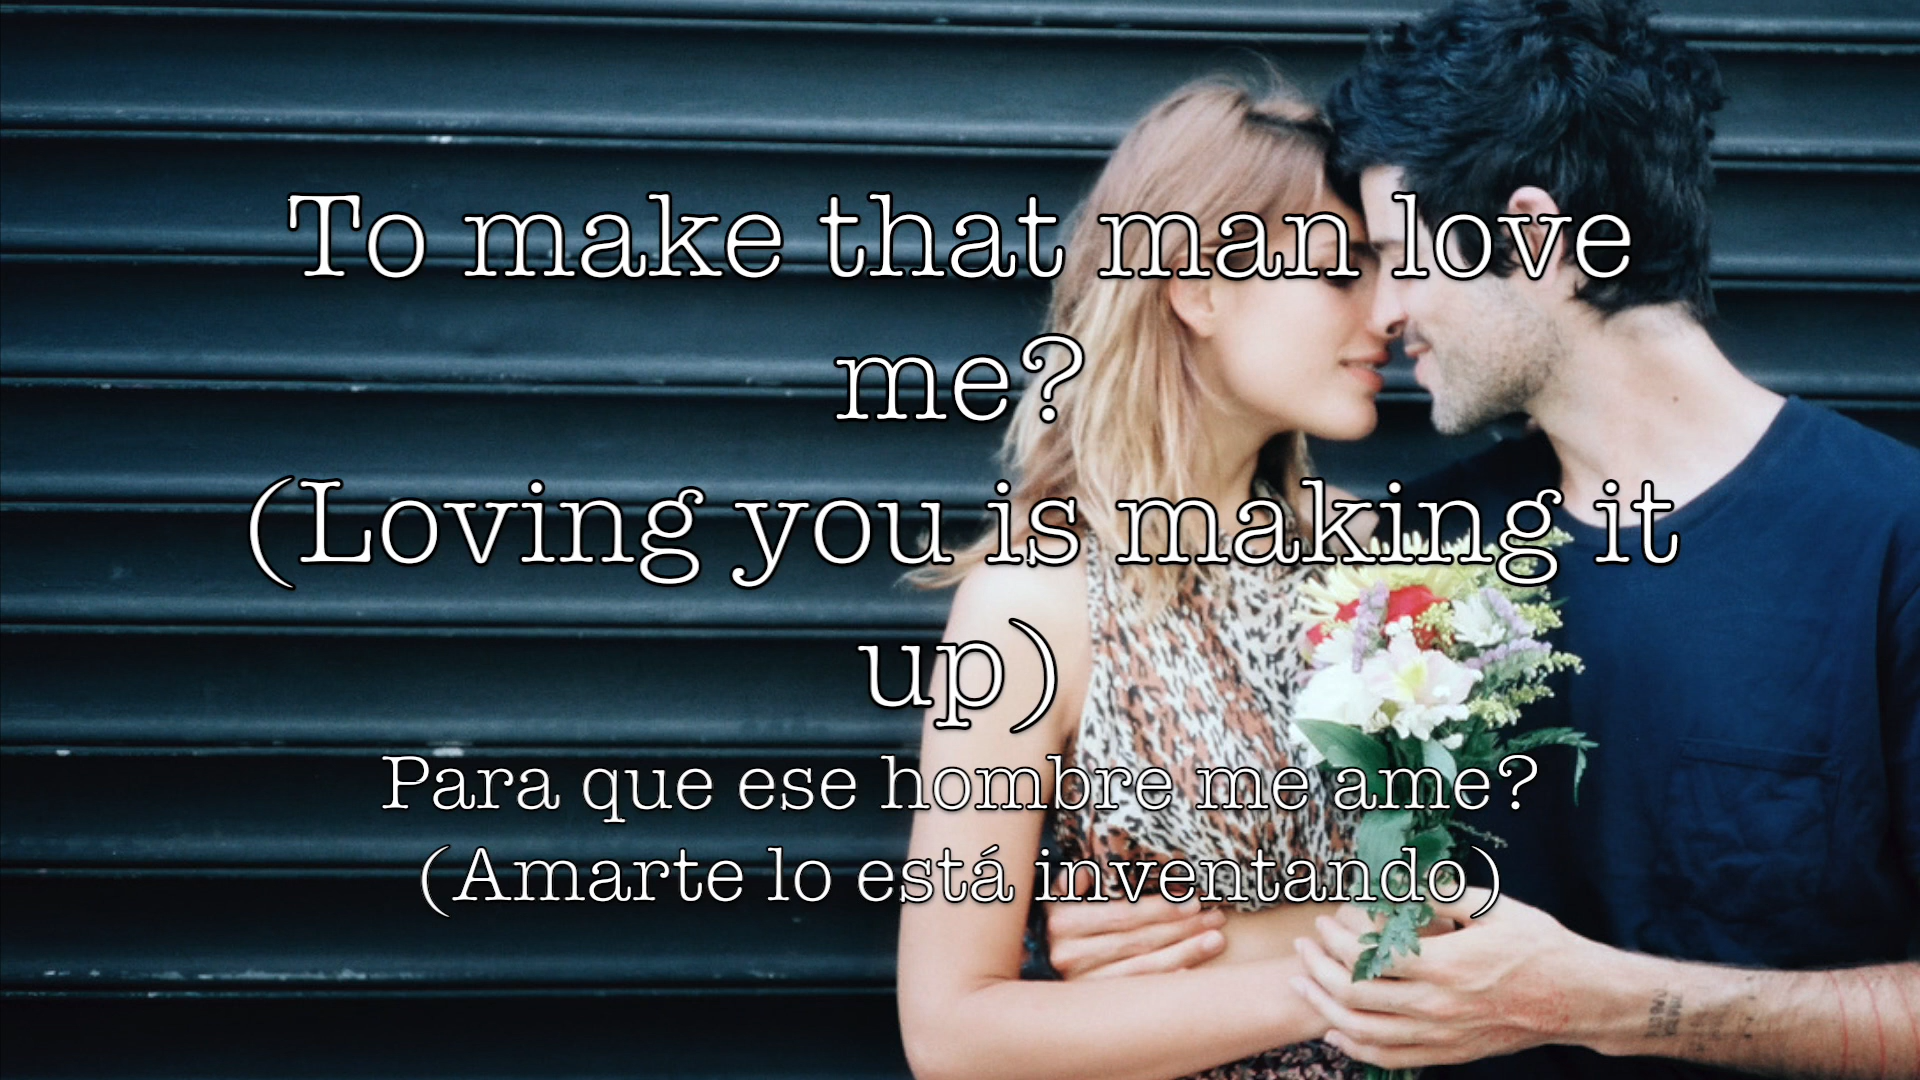 To make that man love
me?
(Loving you is making it
up)
Para que ese hombre me ame?
(Amarte lo está inventando)